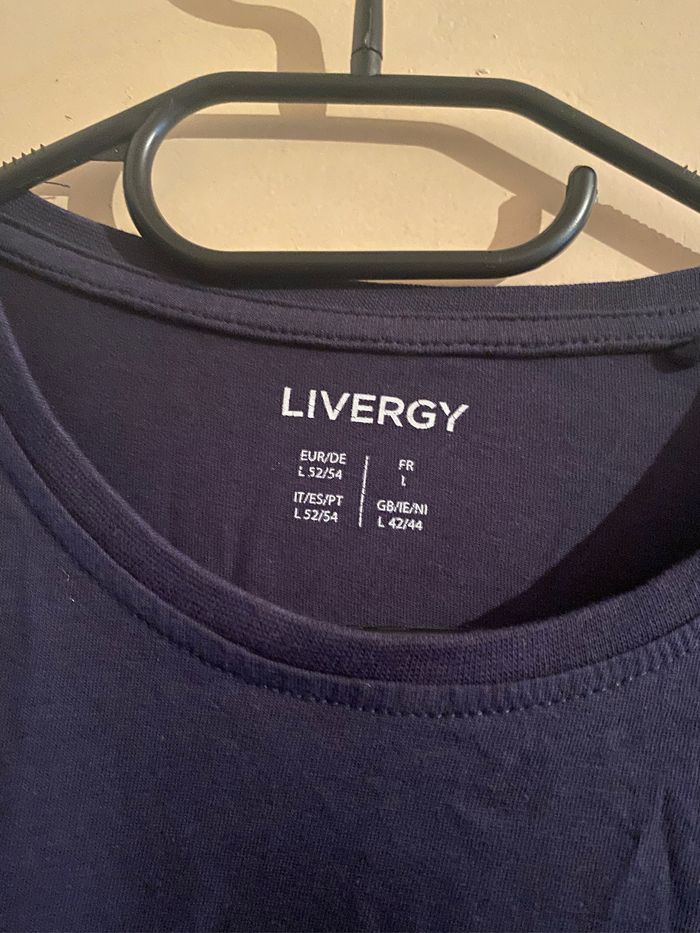 LIVERGY
EUR/DE
L 52/54
IT/ES/PT
L 52/54
FR
L
GB/IE/NI
L 42/44